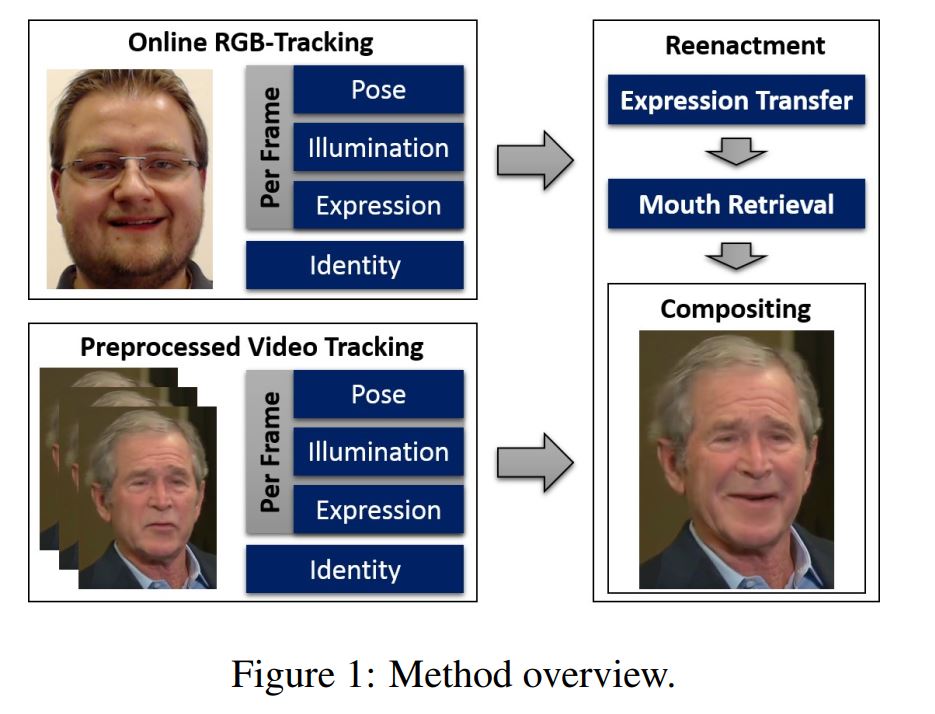 Online RGB-Tracking
Per Frame
Pose
Illumination
Expression
Identity
Preprocessed Video Tracking
Per Frame
Pose
Illumination
Expression
Identity
Reenactment
Expression Transfer
Mouth Retrieval
Compositing
Figure 1: Method overview.